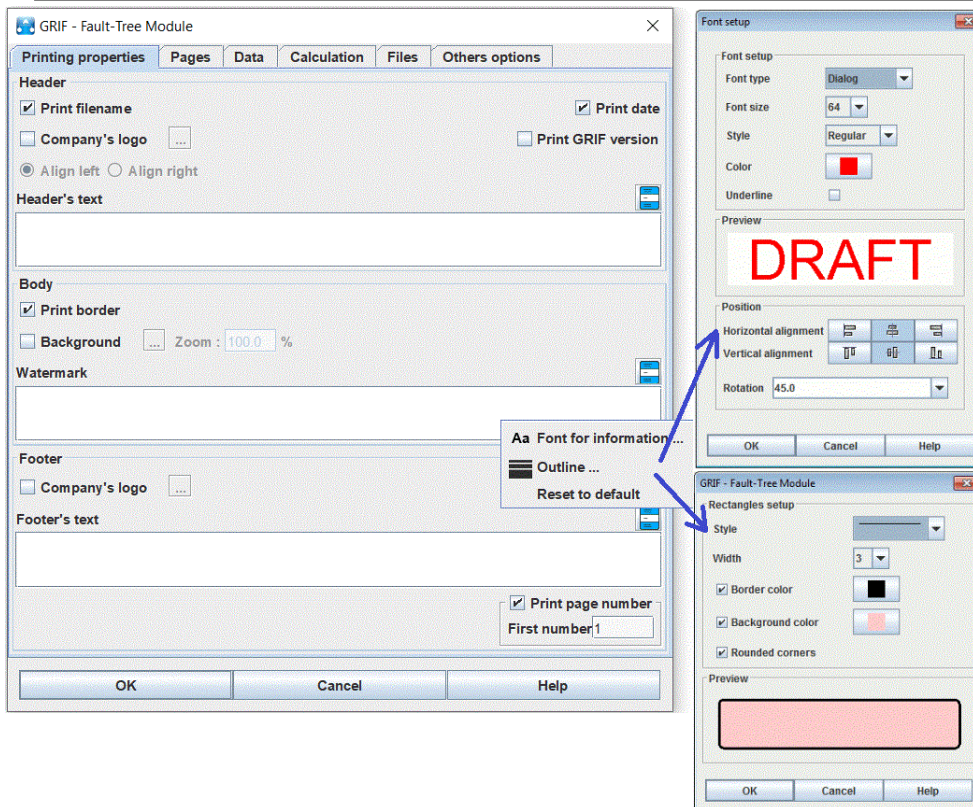 GRIF - Fault-Tree Module
Printing properties Pages Data Calculation Files Others options
Header
Print filename Print date
Company's logo ... Print GRIF version
Align left Align right
Header's text
Body
Print border
Background ... Zoom : 100.0 %
Watermark
Aa Font for information ...
Outline ...
Reset to default
Footer
Company's logo ...
Footer's text
Print page number
First number 1
OK Cancel Help
Font setup
Font setup
Font type Dialog
Font size 64
Style Regular
Color
Underline
Preview
DRAFT
Position
Horizontal alignment
Vertical alignment
Rotation 45.0
OK Cancel Help
GRIF - Fault-Tree Module
Rectangles setup
Style
Width 3
Border color
Background color
Rounded corners
Preview
OK Cancel Help